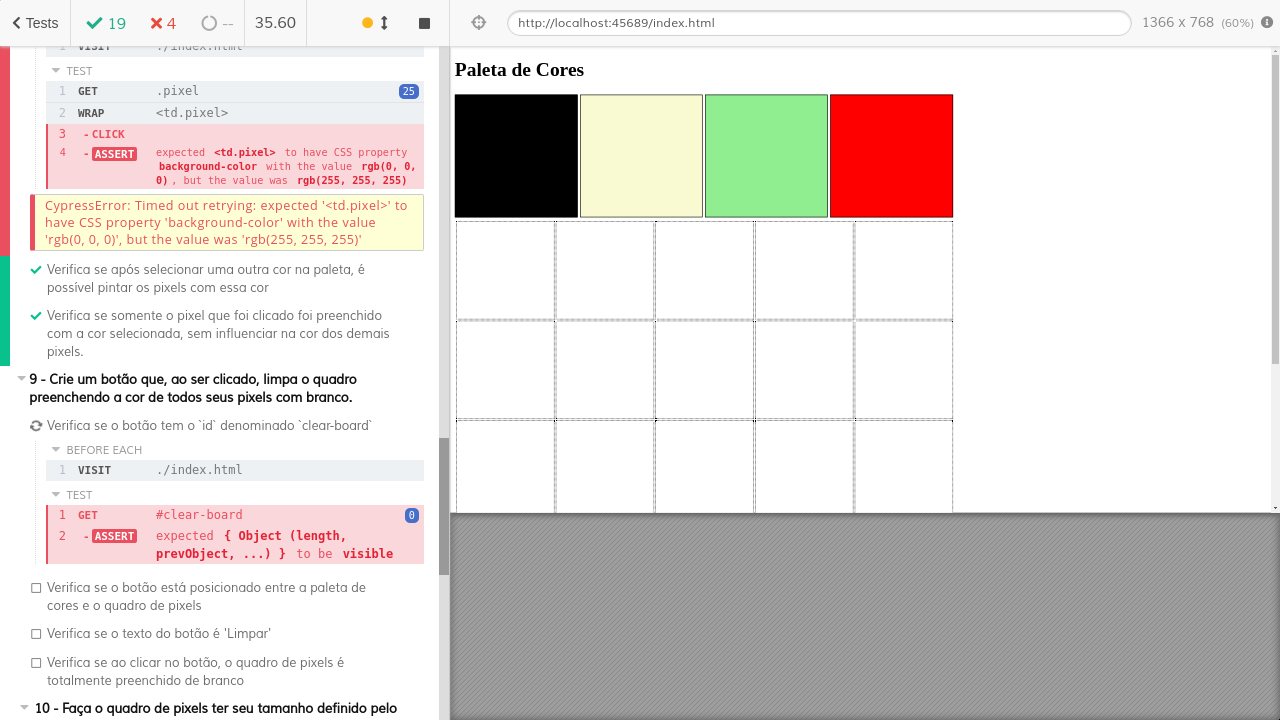 Tests
19
4
--
35.60
http://localhost:45689/index.html
1366 x 768 (60%)
1 VISIT ./index.html
TEST
1 GET .pixel 25
2 WRAP <td.pixel>
3 - CLICK
4 - ASSERT expected <td.pixel> to have CSS property
background-color with the value rgb(0, 0,
0) , but the value was rgb(255, 255, 255)
CypressError: Timed out retrying: expected '<td.pixel>' to
have CSS property 'background-color' with the value
'rgb(0, 0, 0)', but the value was 'rgb(255, 255, 255)'
Verifica se após selecionar uma outra cor na paleta, é
possível pintar os pixels com essa cor
Verifica se somente o pixel que foi clicado foi preenchido
com a cor selecionada, sem influenciar na cor dos demais
pixels.
9 - Crie um botão que, ao ser clicado, limpa o quadro
preenchendo a cor de todos seus pixels com branco.
Verifica se o botão tem o `id` denominado `clear-board`
BEFORE EACH
1 VISIT ./index.html
TEST
1 GET #clear-board 0
2 - ASSERT expected { Object (length,
prevObject, ...) } to be visible
Verifica se o botão está posicionado entre a paleta de
cores e o quadro de pixels
Verifica se o texto do botão é 'Limpar'
Verifica se ao clicar no botão, o quadro de pixels é
totalmente preenchido de branco
10 - Faça o quadro de pixels ter seu tamanho definido pelo
Paleta de Cores